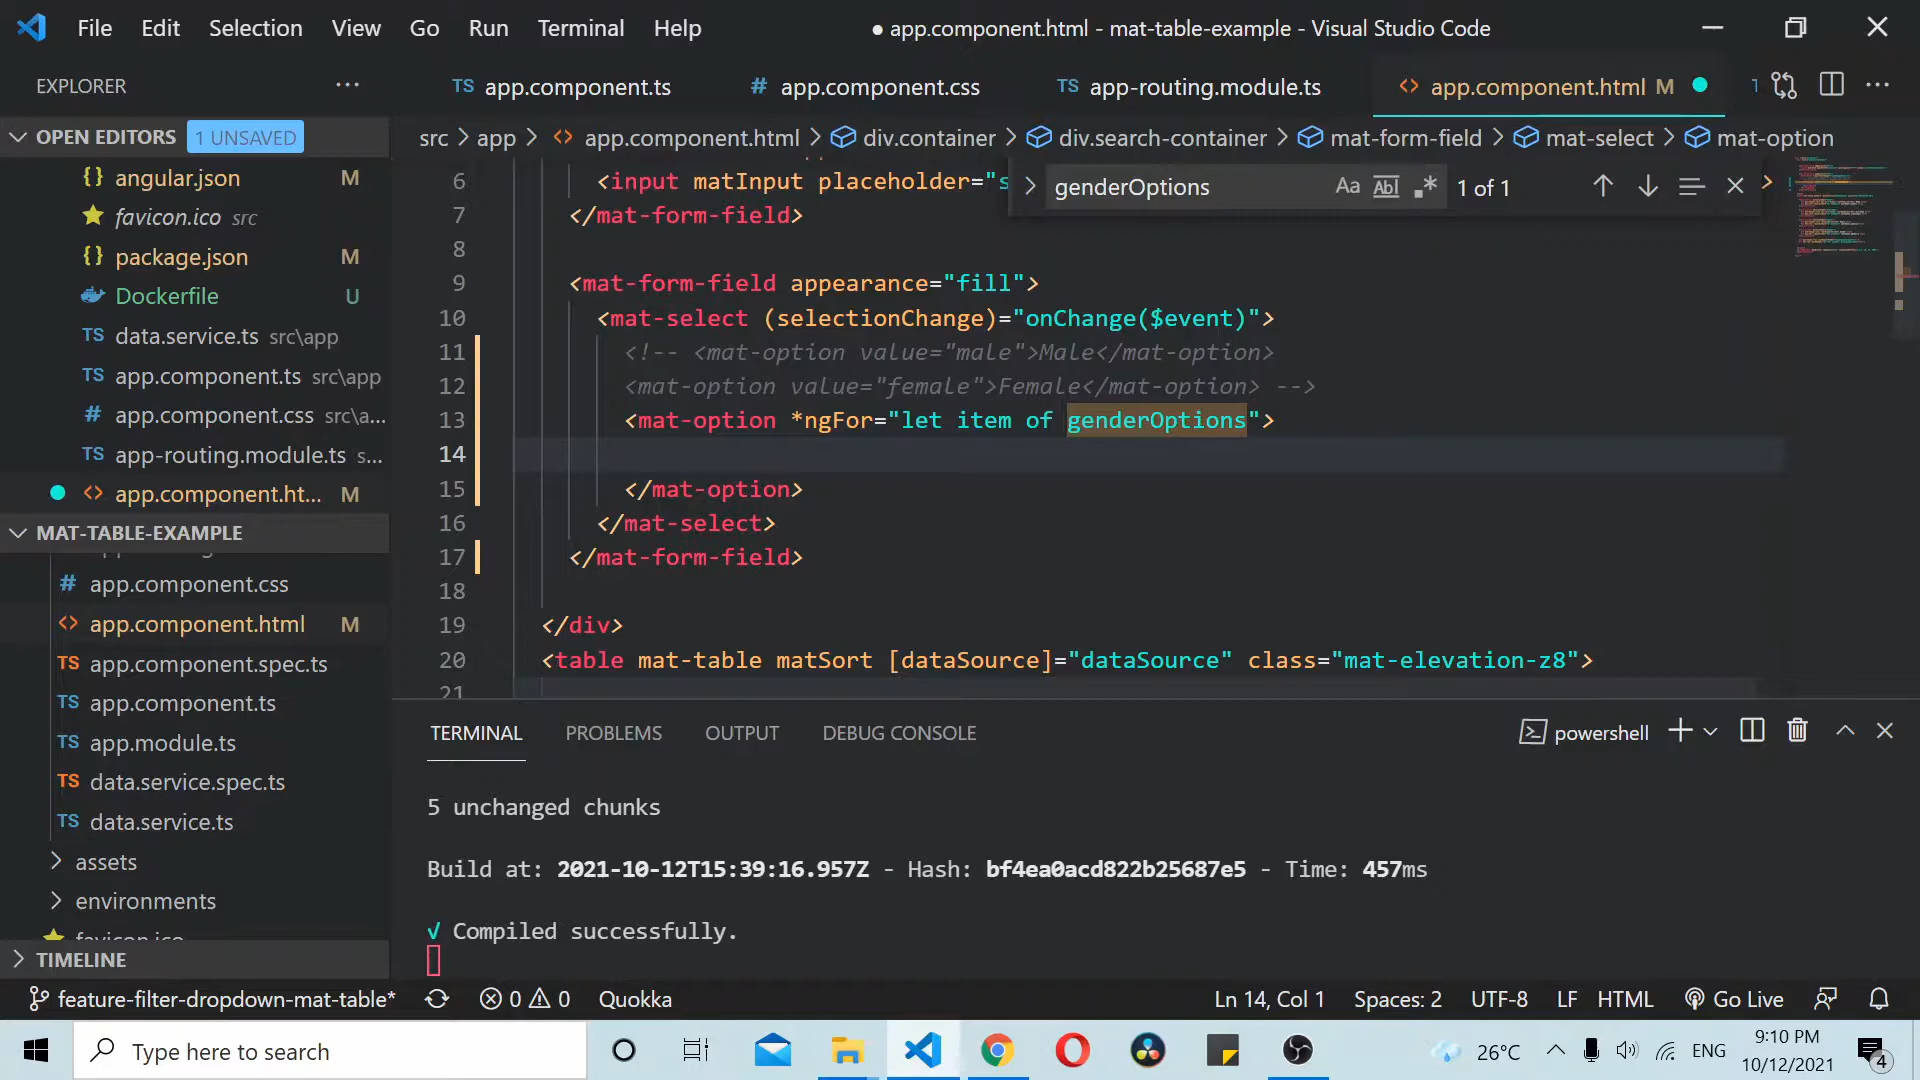 File Edit Selection View Go Run Terminal Help
● app.component.html - mat-table-example - Visual Studio Code
EXPLORER
TS app.component.ts
# app.component.css
TS app-routing.module.ts
<> app.component.html M
OPEN EDITORS 1 UNSAVED
src > app > <> app.component.html > div.container > div.search-container > mat-form-field > mat-select > mat-option
{} angular.json M
favicon.ico src
{} package.json M
Dockerfile U
TS data.service.ts src\app
TS app.component.ts src\app
# app.component.css src\a...
TS app-routing.module.ts s...
<> app.component.ht... M
MAT-TABLE-EXAMPLE
# app.component.css
<> app.component.html M
TS app.component.spec.ts
TS app.component.ts
TS app.module.ts
TS data.service.spec.ts
TS data.service.ts
assets
environments
favicon.ico
TIMELINE
genderOptions Aa Abl .* 1 of 1
6 <input matInput placeholder="s
7 </mat-form-field>
8
9 <mat-form-field appearance="fill">
10 <mat-select (selectionChange)="onChange($event)">
11 <!-- <mat-option value="male">Male</mat-option>
12 <mat-option value="female">Female</mat-option> -->
13 <mat-option *ngFor="let item of genderOptions">
14
15 </mat-option>
16 </mat-select>
17 </mat-form-field>
18
19 </div>
20 <table mat-table matSort [dataSource]="dataSource" class="mat-elevation-z8">
21
TERMINAL PROBLEMS OUTPUT DEBUG CONSOLE
powershell
5 unchanged chunks
Build at: 2021-10-12T15:39:16.957Z - Hash: bf4ea0acd822b25687e5 - Time: 457ms
√ Compiled successfully.
feature-filter-dropdown-mat-table* 0 0 Quokka
Ln 14, Col 1 Spaces: 2 UTF-8 LF HTML Go Live
Type here to search
26°C
ENG
9:10 PM
10/12/2021
4